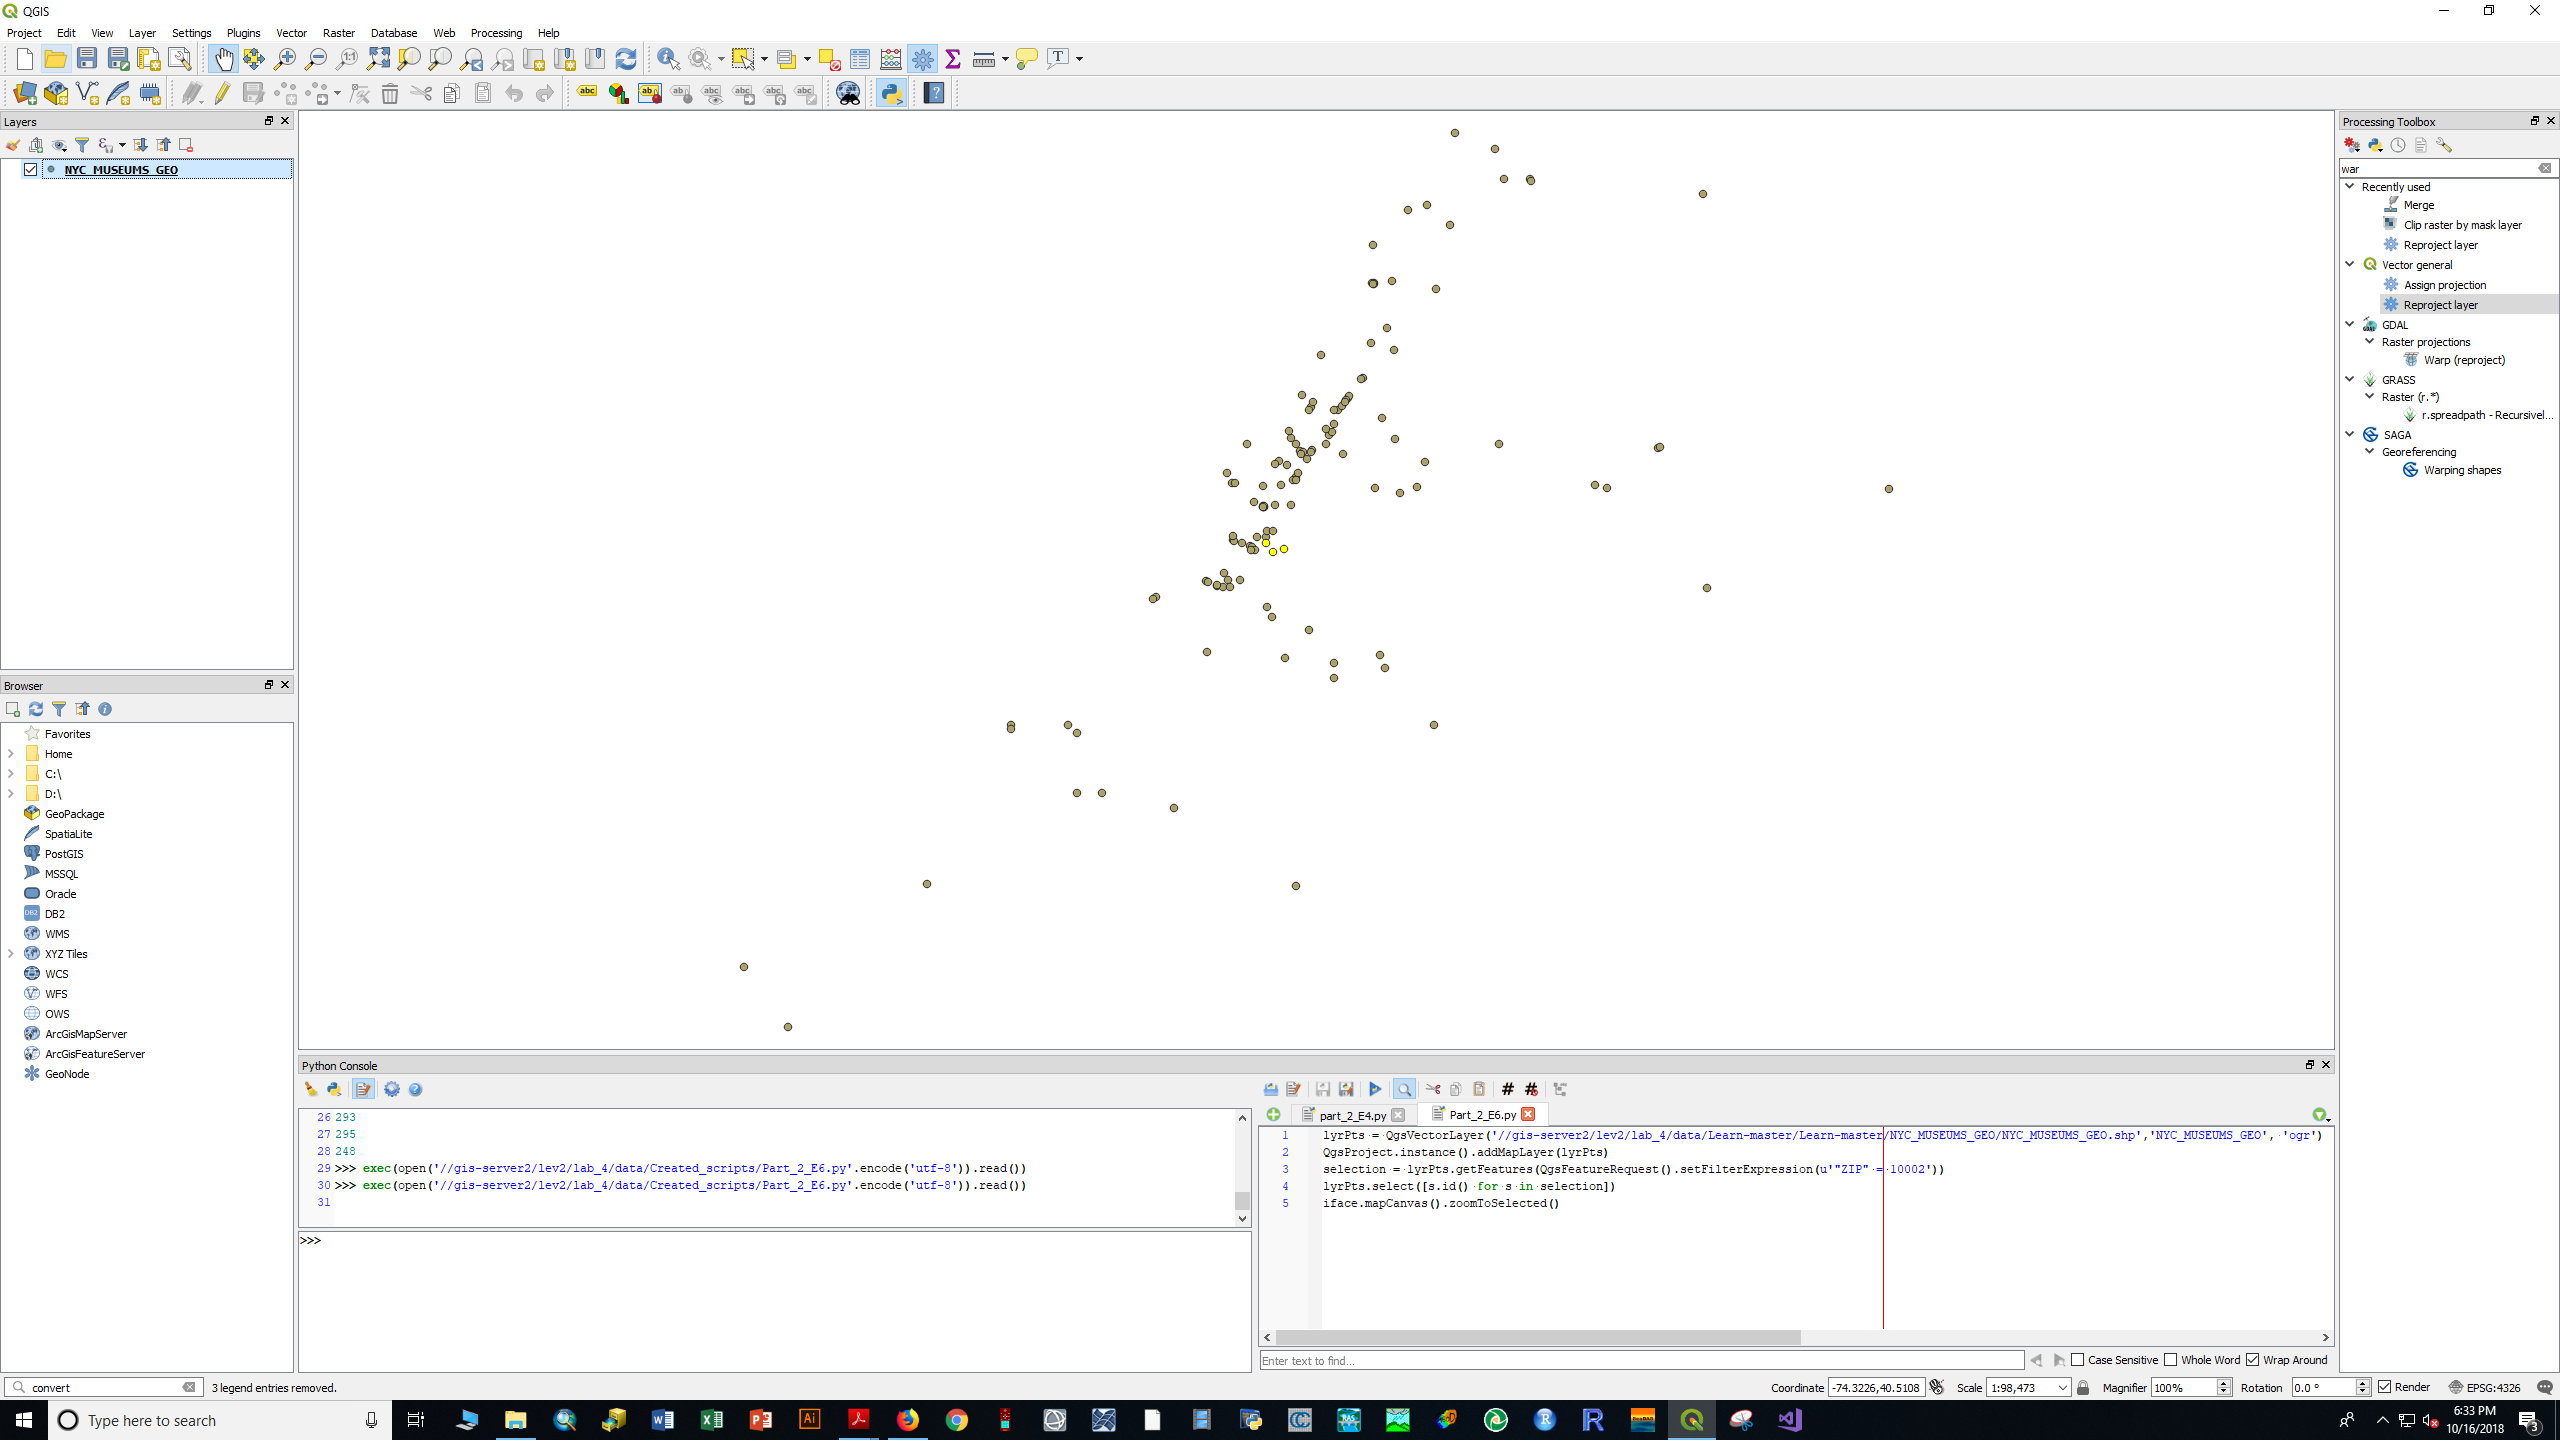 QGIS
Project Edit View Layer Settings Plugins Vector Raster Database Web Processing Help
Layers
NYC_MUSEUMS_GEO
Browser
Favorites
Home
C:\
D:\
GeoPackage
SpatiaLite
PostGIS
MSSQL
Oracle
DB2
WMS
XYZ Tiles
WCS
WFS
OWS
ArcGisMapServer
ArcGisFeatureServer
GeoNode
Processing Toolbox
war
Recently used
Merge
Clip raster by mask layer
Reproject layer
Vector general
Assign projection
Reproject layer
GDAL
Raster projections
Warp (reproject)
GRASS
Raster (r.*)
r.spreadpath - Recursivel...
SAGA
Georeferencing
Warping shapes
Python Console
26 293
27 295
28 248
29 >>> exec(open('//gis-server2/lev2/lab_4/data/Created_scripts/Part_2_E6.py'.encode('utf-8')).read())
30 >>> exec(open('//gis-server2/lev2/lab_4/data/Created_scripts/Part_2_E6.py'.encode('utf-8')).read())
31
>>>
part_2_E4.py Part_2_E6.py
1 lyrPts = QgsVectorLayer('//gis-server2/lev2/lab_4/data/Learn-master/Learn-master/NYC_MUSEUMS_GEO/NYC_MUSEUMS_GEO.shp','NYC_MUSEUMS_GEO', 'ogr')
2 QgsProject.instance().addMapLayer(lyrPts)
3 selection = lyrPts.getFeatures(QgsFeatureRequest().setFilterExpression(u'"ZIP" = 10002'))
4 lyrPts.select([s.id() for s in selection])
5 iface.mapCanvas().zoomToSelected()
Enter text to find...
Case Sensitive Whole Word Wrap Around
convert 3 legend entries removed. Coordinate -74.3226,40.5108 Scale 1:98,473 Magnifier 100% Rotation 0.0 ° Render EPSG:4326
Type here to search
6:33 PM
10/16/2018
3